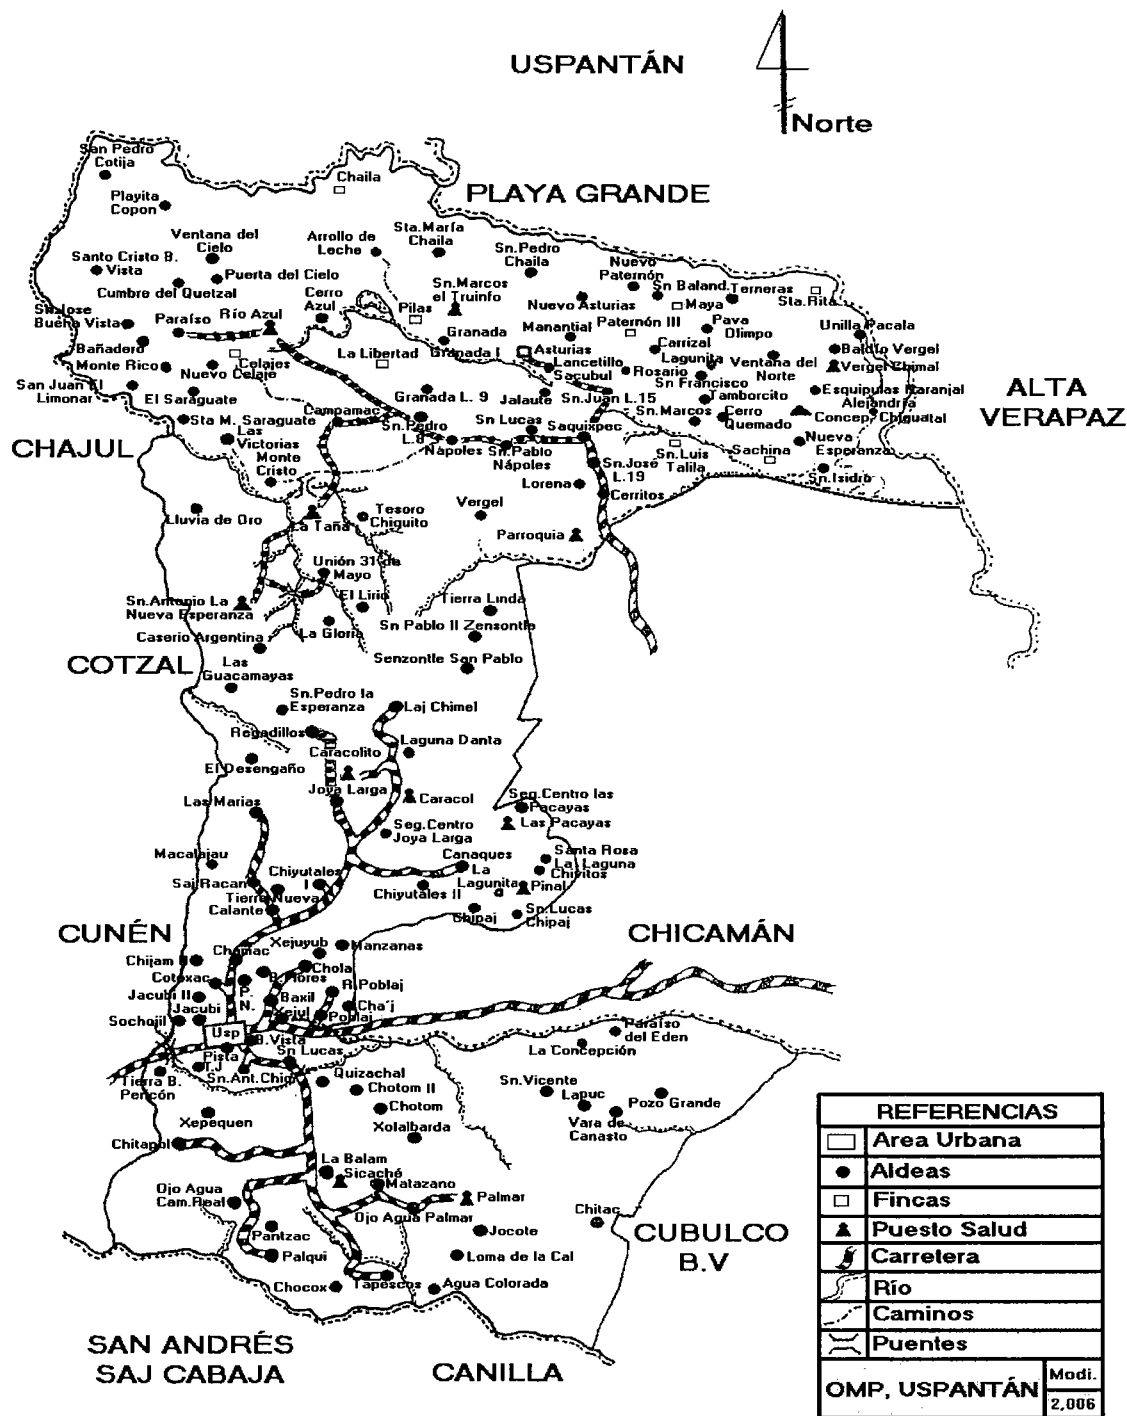 USPANTÁN
Norte
San Pedro
Cotija
Chaila
PLAYA GRANDE
Playita
Copon
Ventana del
Cielo
Arrollo de
Leche
Sta.María
Chaila
Sn.Pedro
Chaila
Santo Cristo B.
Vista
Puerta del Cielo
Cumbre del Quetzal
Cerro
Azul
Sn.Marcos
el Truinfo
Nuevo
Paternón
Sn Baland.
Terneras
Sta.Rita
Nuevo Asturias
Maya
Sn.Jose
Buena Vista
Paraíso
Río Azul
Pilas
Granada
Manantial
Paternón III
Pava
Olimpo
Unilla Pacala
Bañadero
Celajes
La Libertad
Granada I
Asturias
Carrizal
Baldío Vergel
Monte Rico
Nuevo Celaje
Lancetillo
Sacubul
Lagunita
Rosario
Ventana del
Norte
Vergel Chimal
San Juan El
Limonar
El Saraguate
Granada L. 9
Jalaute
Sn.Juan L.15
Sn Francisco
Tamborcito
Esquipulas Naranjal
Alejandría
ALTA
VERAPAZ
Sta M. Saraguate
Campamac
Sn.Pedro
L.8
Sn Lucas
Saquixpec
Sn.Marcos
Cerro
Quemado
Concep. Chiguatal
CHAJUL
Las
Victorias
Nápoles
Sn.Pablo
Nápoles
Sn.Luis
Talila
Sachina
Nueva
Esperanza
Monte
Cristo
Sn.José
L.19
Sn.Isidro
Lorena
Cerritos
Lluvia de Oro
La Taña
Tesoro
Chiguito
Vergel
Parroquia
Unión 31 de
Mayo
Sn.Antonio La
Nueva Esperanza
El Lirio
Tierra Linda
La Gloria
Sn Pablo II Zensontle
Caserio Argentina
COTZAL
Las
Guacamayas
Senzontle San Pablo
Sn.Pedro la
Esperanza
Laj Chimel
Regadillos
Laguna Danta
Caracolito
El Desengaño
Joya Larga
Caracol
Las Marias
Seg.Centro las
Pacayas
Las Pacayas
Seg.Centro
Joya Larga
Macalajau
Canaques
Santa Rosa
La Laguna
Chiyutales
I
La
Lagunita
Chivitos
Saj Racan
Tierra Nueva
Chiyutales II
Pinal
Calante
Chipaj
Sn.Lucas
Chipaj
CUNÉN
CHICAMÁN
Xejuyub
Manzanas
Chamac
Chijam
Chola
Cotoxac
B.Flores
R.Poblaj
P.
N.
Jacubi II
Baxil
Cha'j
Jacubi
Xejul
Poblaj
Sochojil
Usp
B.Vista
Paraíso
del Eden
Pista
Sn Lucas
La Concepción
T.J
Sn.Ant.Chiq
Tierra B.
Pericón
Quizachal
Chotom II
Sn.Vicente
Lapuc
Pozo Grande
Xepequen
Chotom
Vara de
Canasto
Xolalbarda
Chitapol
La Balam
Sicaché
Matazano
Palmar
Ojo Agua
Cam.Real
Ojo Agua Palmar
Chitac
Pantzac
Jocote
CUBULCO
B.V
Palqui
Loma de la Cal
Chocox
Tapescos
Agua Colorada
SAN ANDRÉS
SAJ CABAJA
CANILLA
REFERENCIAS
Area Urbana
Aldeas
Fincas
Puesto Salud
Carretera
Río
Caminos
Puentes
OMP, USPANTÁN
Modi.
2,006